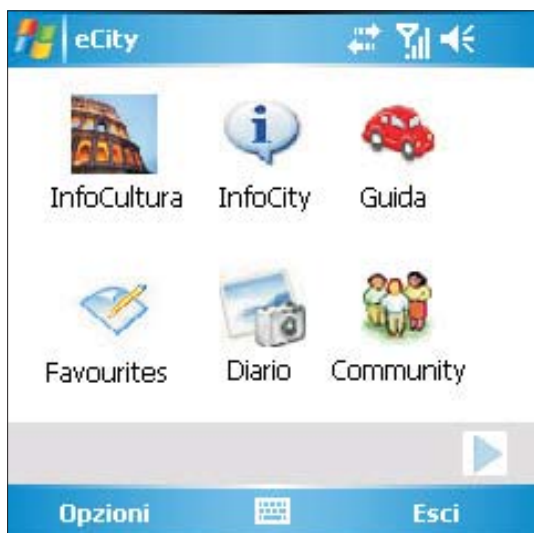 eCity
InfoCultura InfoCity Guida
Favourites Diario Community
Opzioni Esci